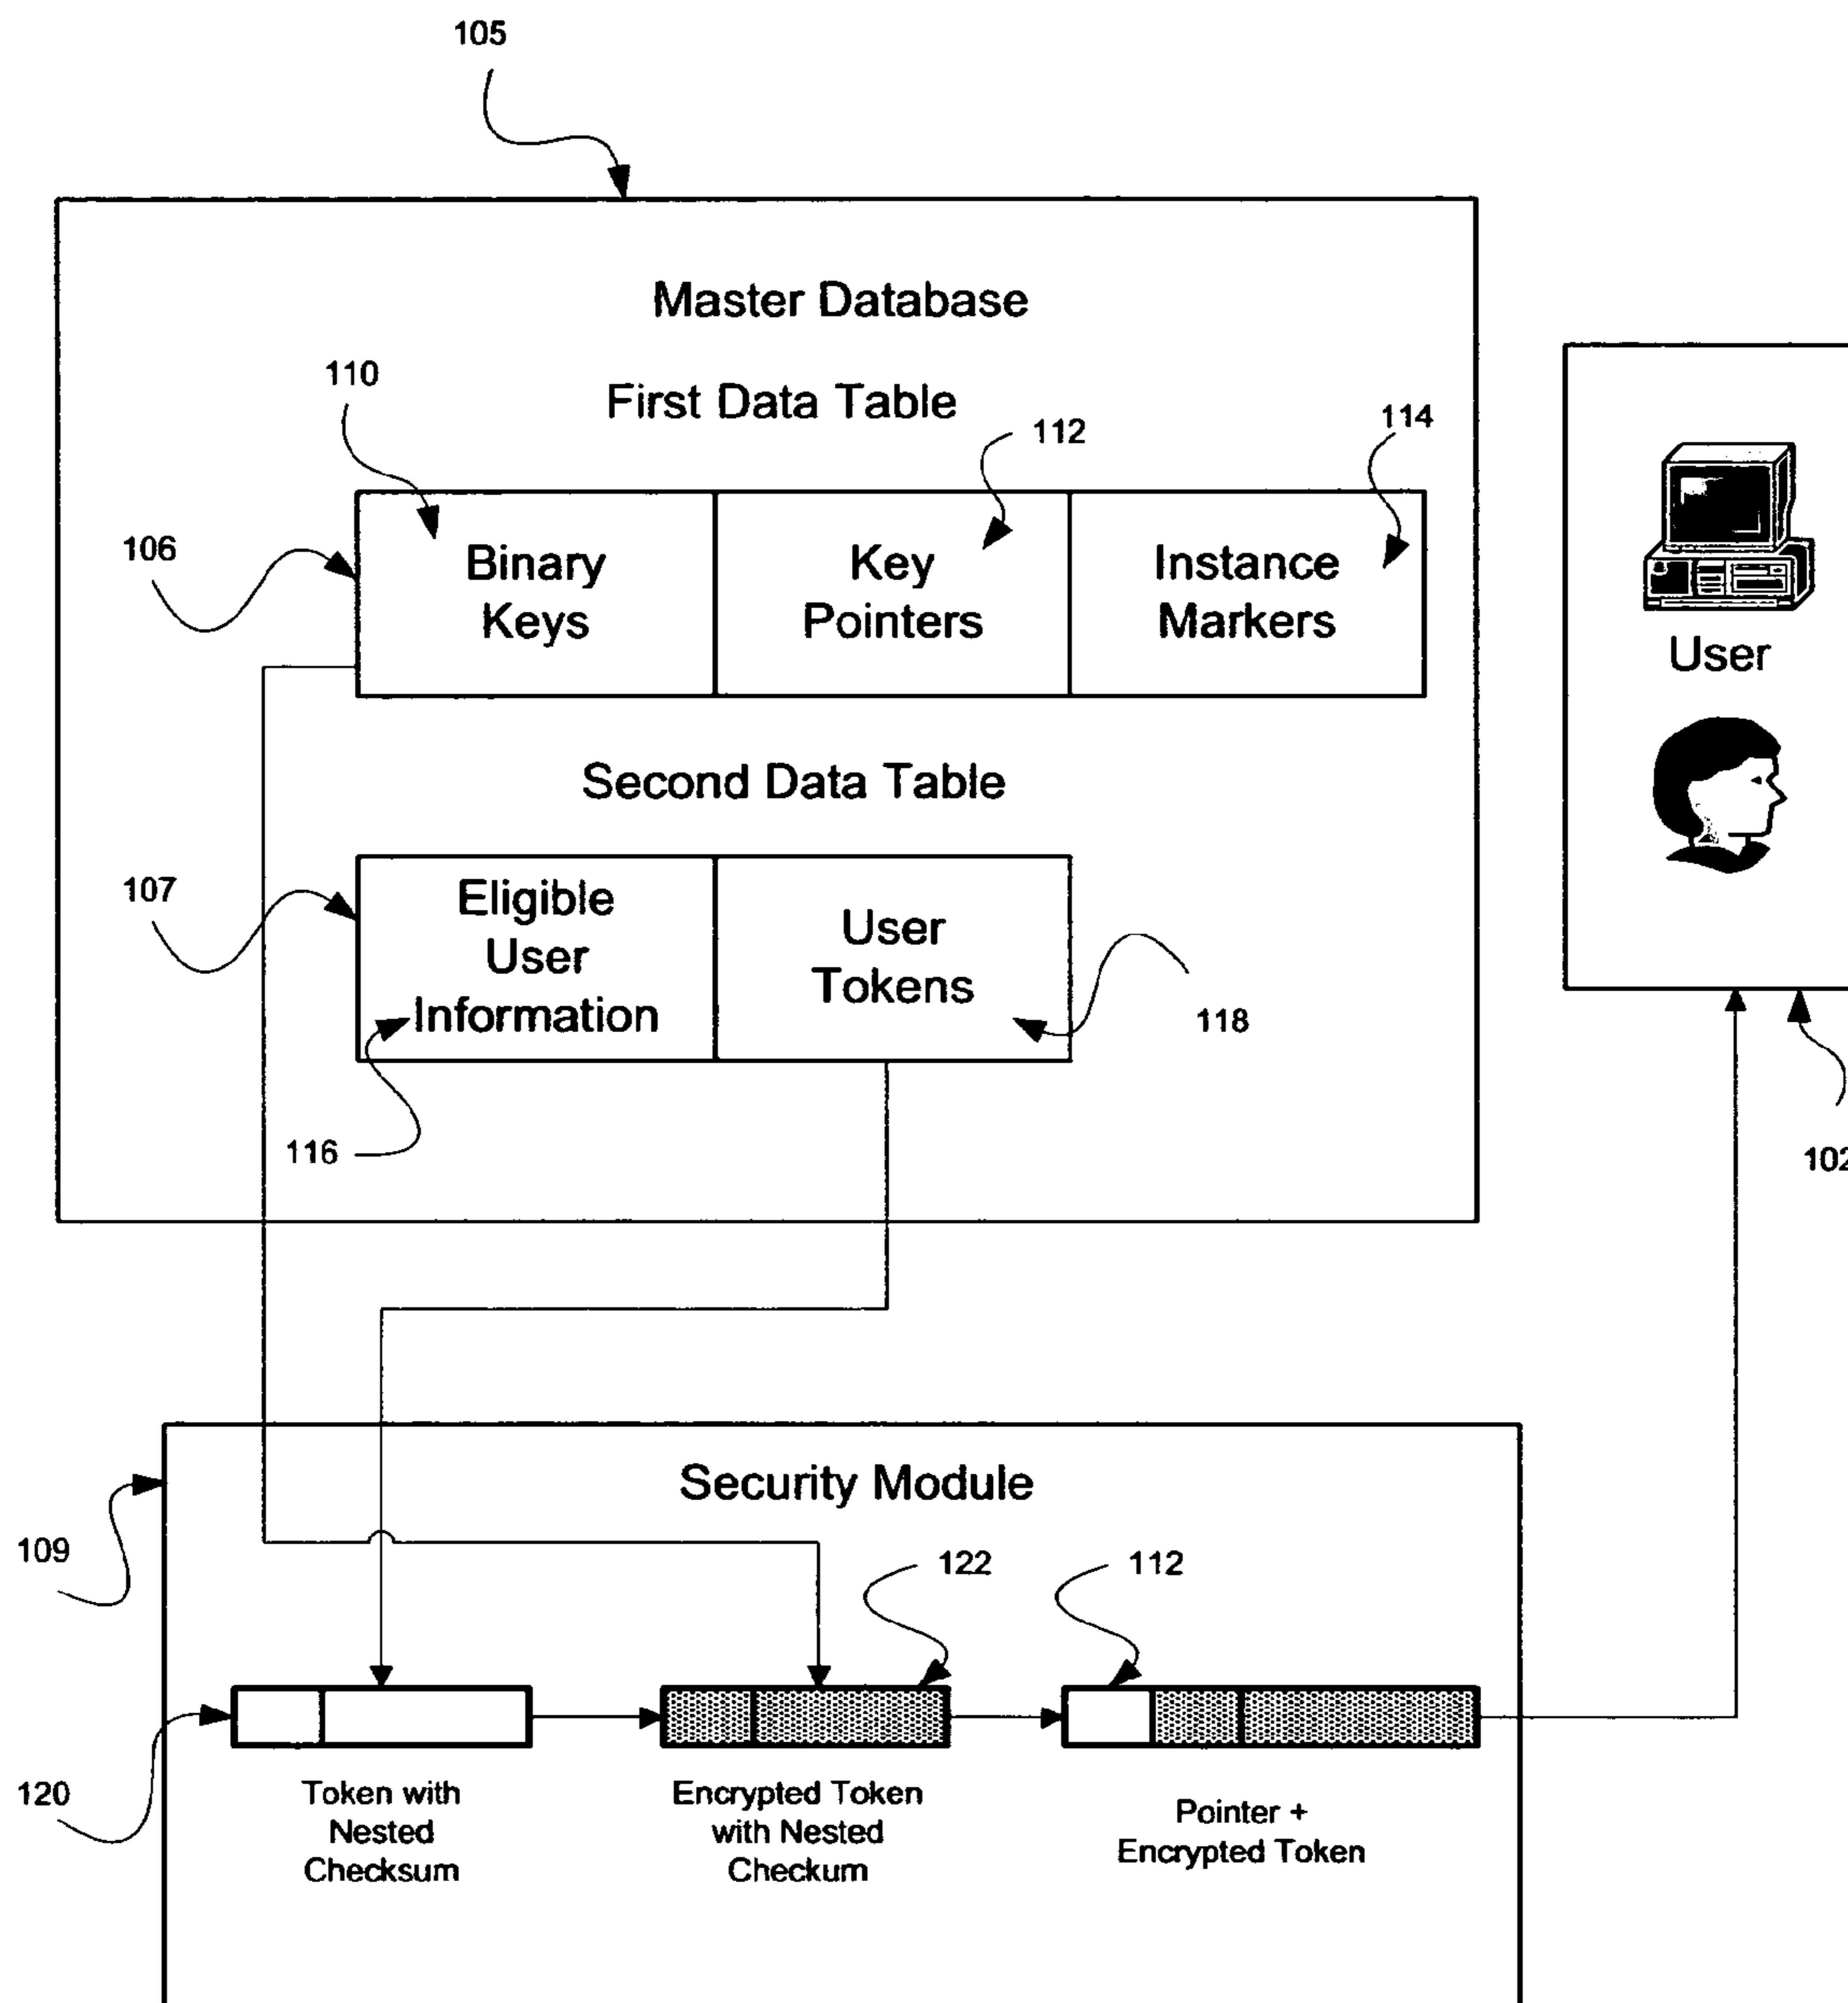 105
Master Database
First Data Table
110
112
114
106
Binary
Keys
Key
Pointers
Instance
Markers
User
Second Data Table
107
Eligible
User
Information
User
Tokens
118
116
102
Security Module
109
122
112
120
Token with
Nested
Checksum
Encrypted Token
with Nested
Checkum
Pointer +
Encrypted Token